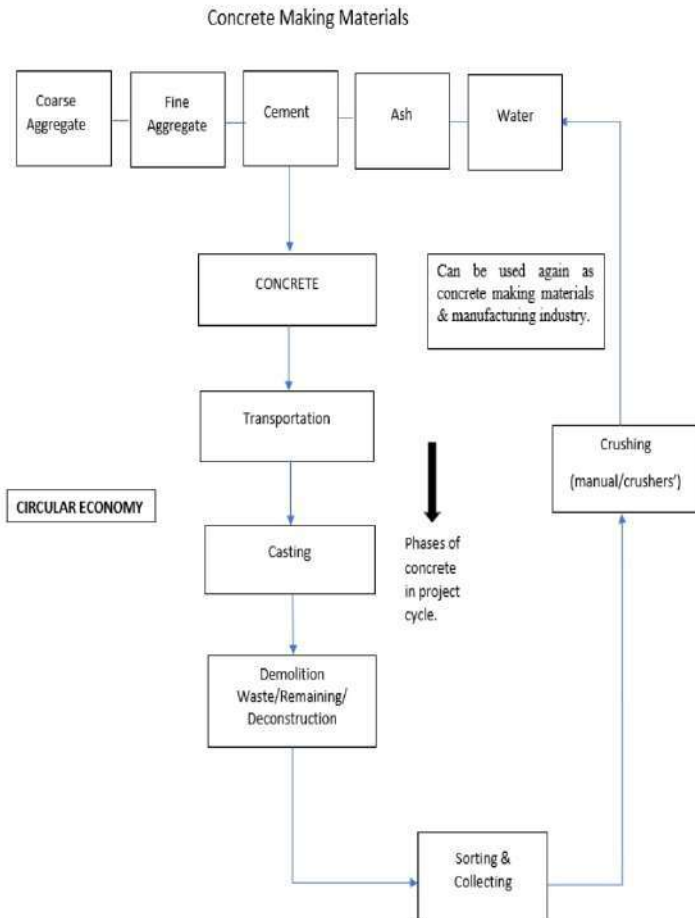 Concrete Making Materials
Coarse
Aggregate
Fine
Aggregate
Cement
Ash
Water
CONCRETE
Can be used again as
concrete making materials
& manufacturing industry.
Transportation
Crushing
(manual/crushers')
CIRCULAR ECONOMY
Casting
Phases of
concrete
in project
cycle.
Demolition
Waste/Remaining/
Deconstruction
Sorting &
Collecting